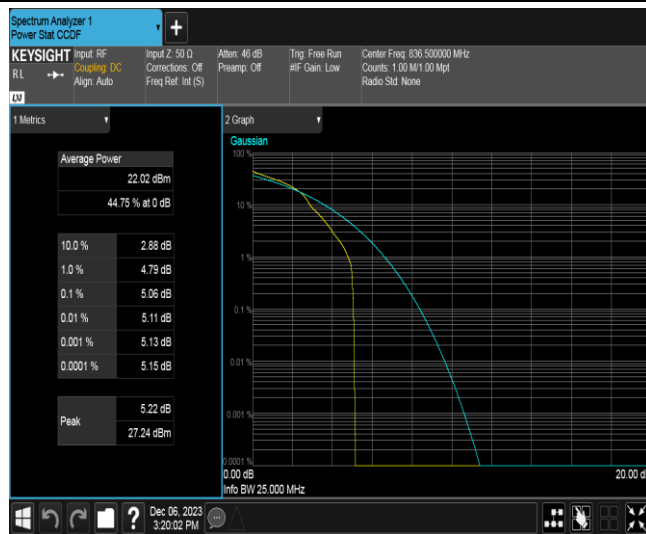 Spectrum Analyzer 1
Power Stat CCDF
+
KEYSIGHT
RL
Input: RF
Coupling: DC
Align: Auto
Input Z: 50 Ω
Corrections: Off
Freq Ref: Int (S)
Atten: 46 dB
Preamp: Off
Trig: Free Run
#IF Gain: Low
Center Freq: 836.500000 MHz
Counts: 1.00 M/1.00 Mpt
Radio Std: None
1 Metrics
Average Power
22.02 dBm
44.75 % at 0 dB
10.0 % 2.88 dB
1.0 % 4.79 dB
0.1 % 5.06 dB
0.01 % 5.11 dB
0.001 % 5.13 dB
0.0001 % 5.15 dB
Peak
5.22 dB
27.24 dBm
2 Graph
Gaussian
100 %
10 %
1 %
0.1 %
0.01 %
0.001 %
0.0001 %
0.00 dB
20.00 d
Info BW 25.000 MHz
?
Dec 06, 2023
3:20:02 PM